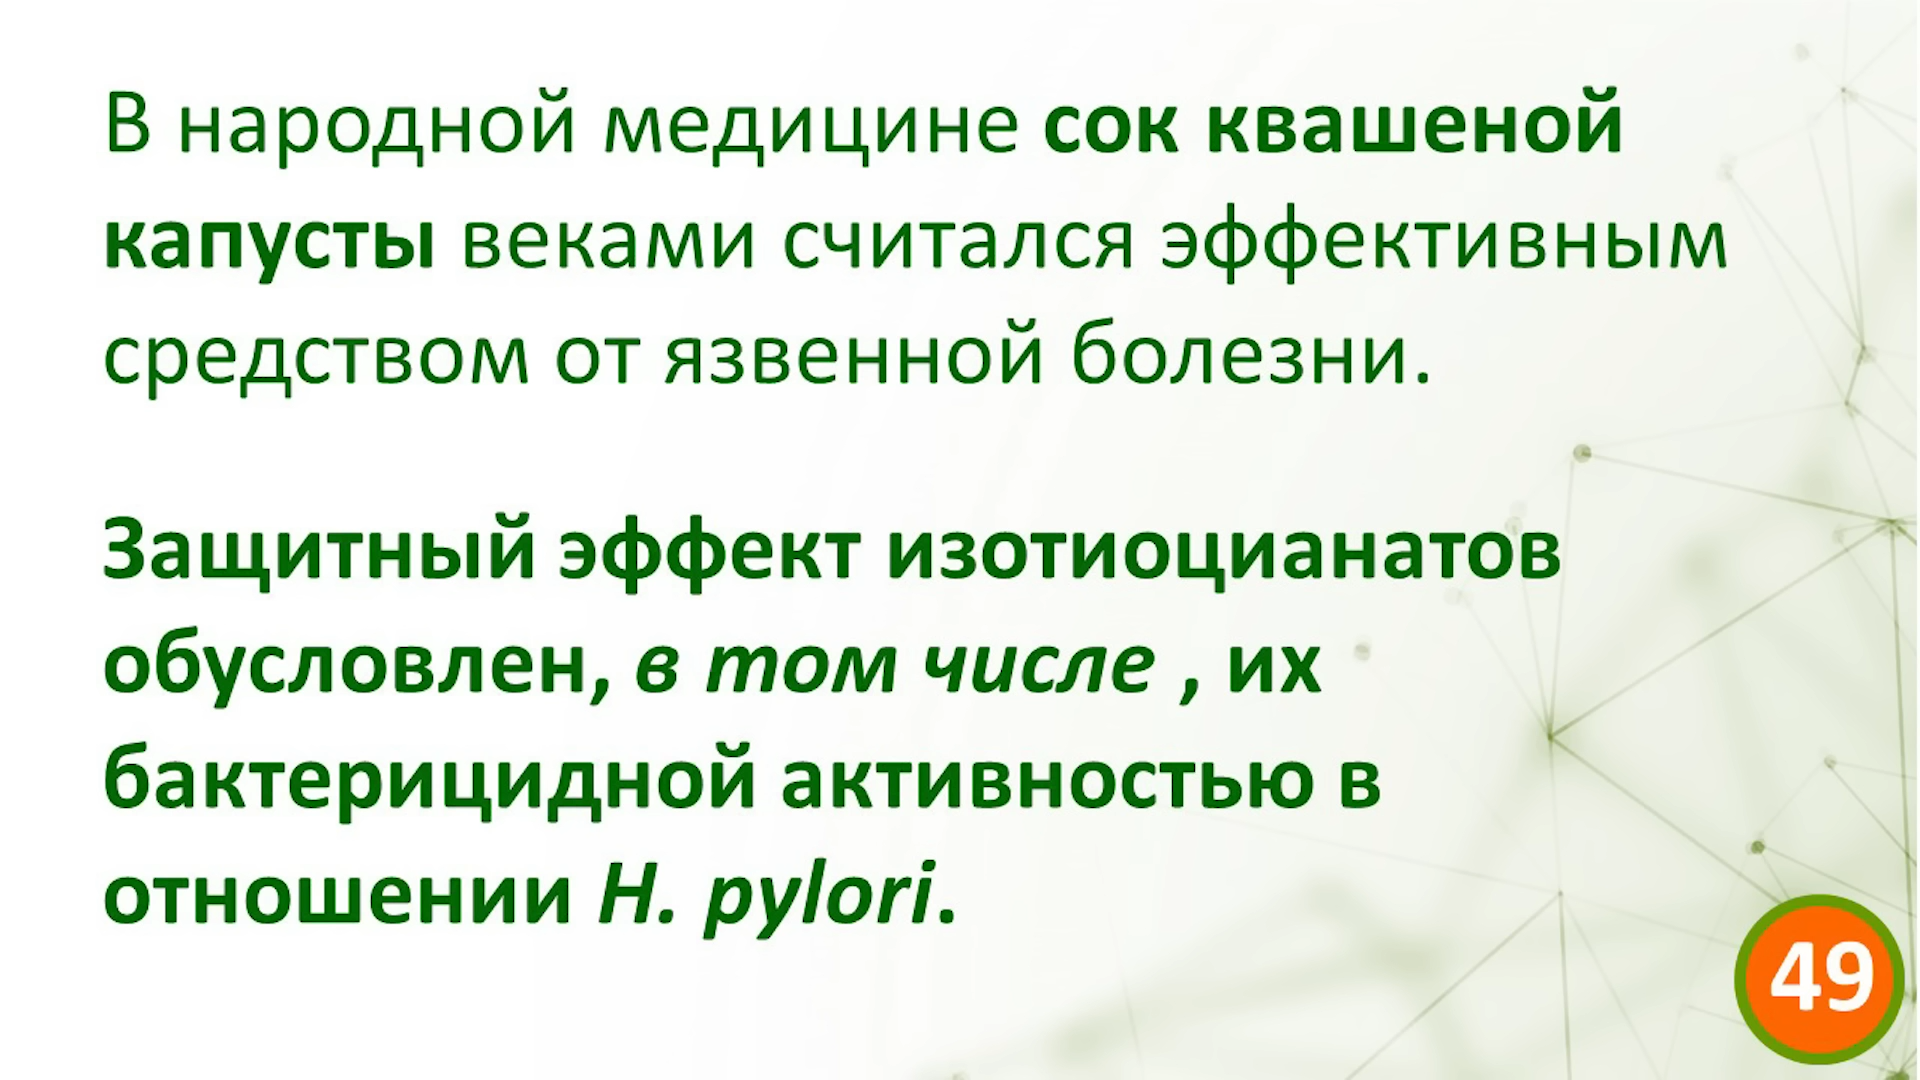 В народной медицине сок квашеной
капусты веками считался эффективным
средством от язвенной болезни.
Защитный эффект изотиоцианатов
обусловлен, в том числе , их
бактерицидной активностью в
отношении H. pylori.
49